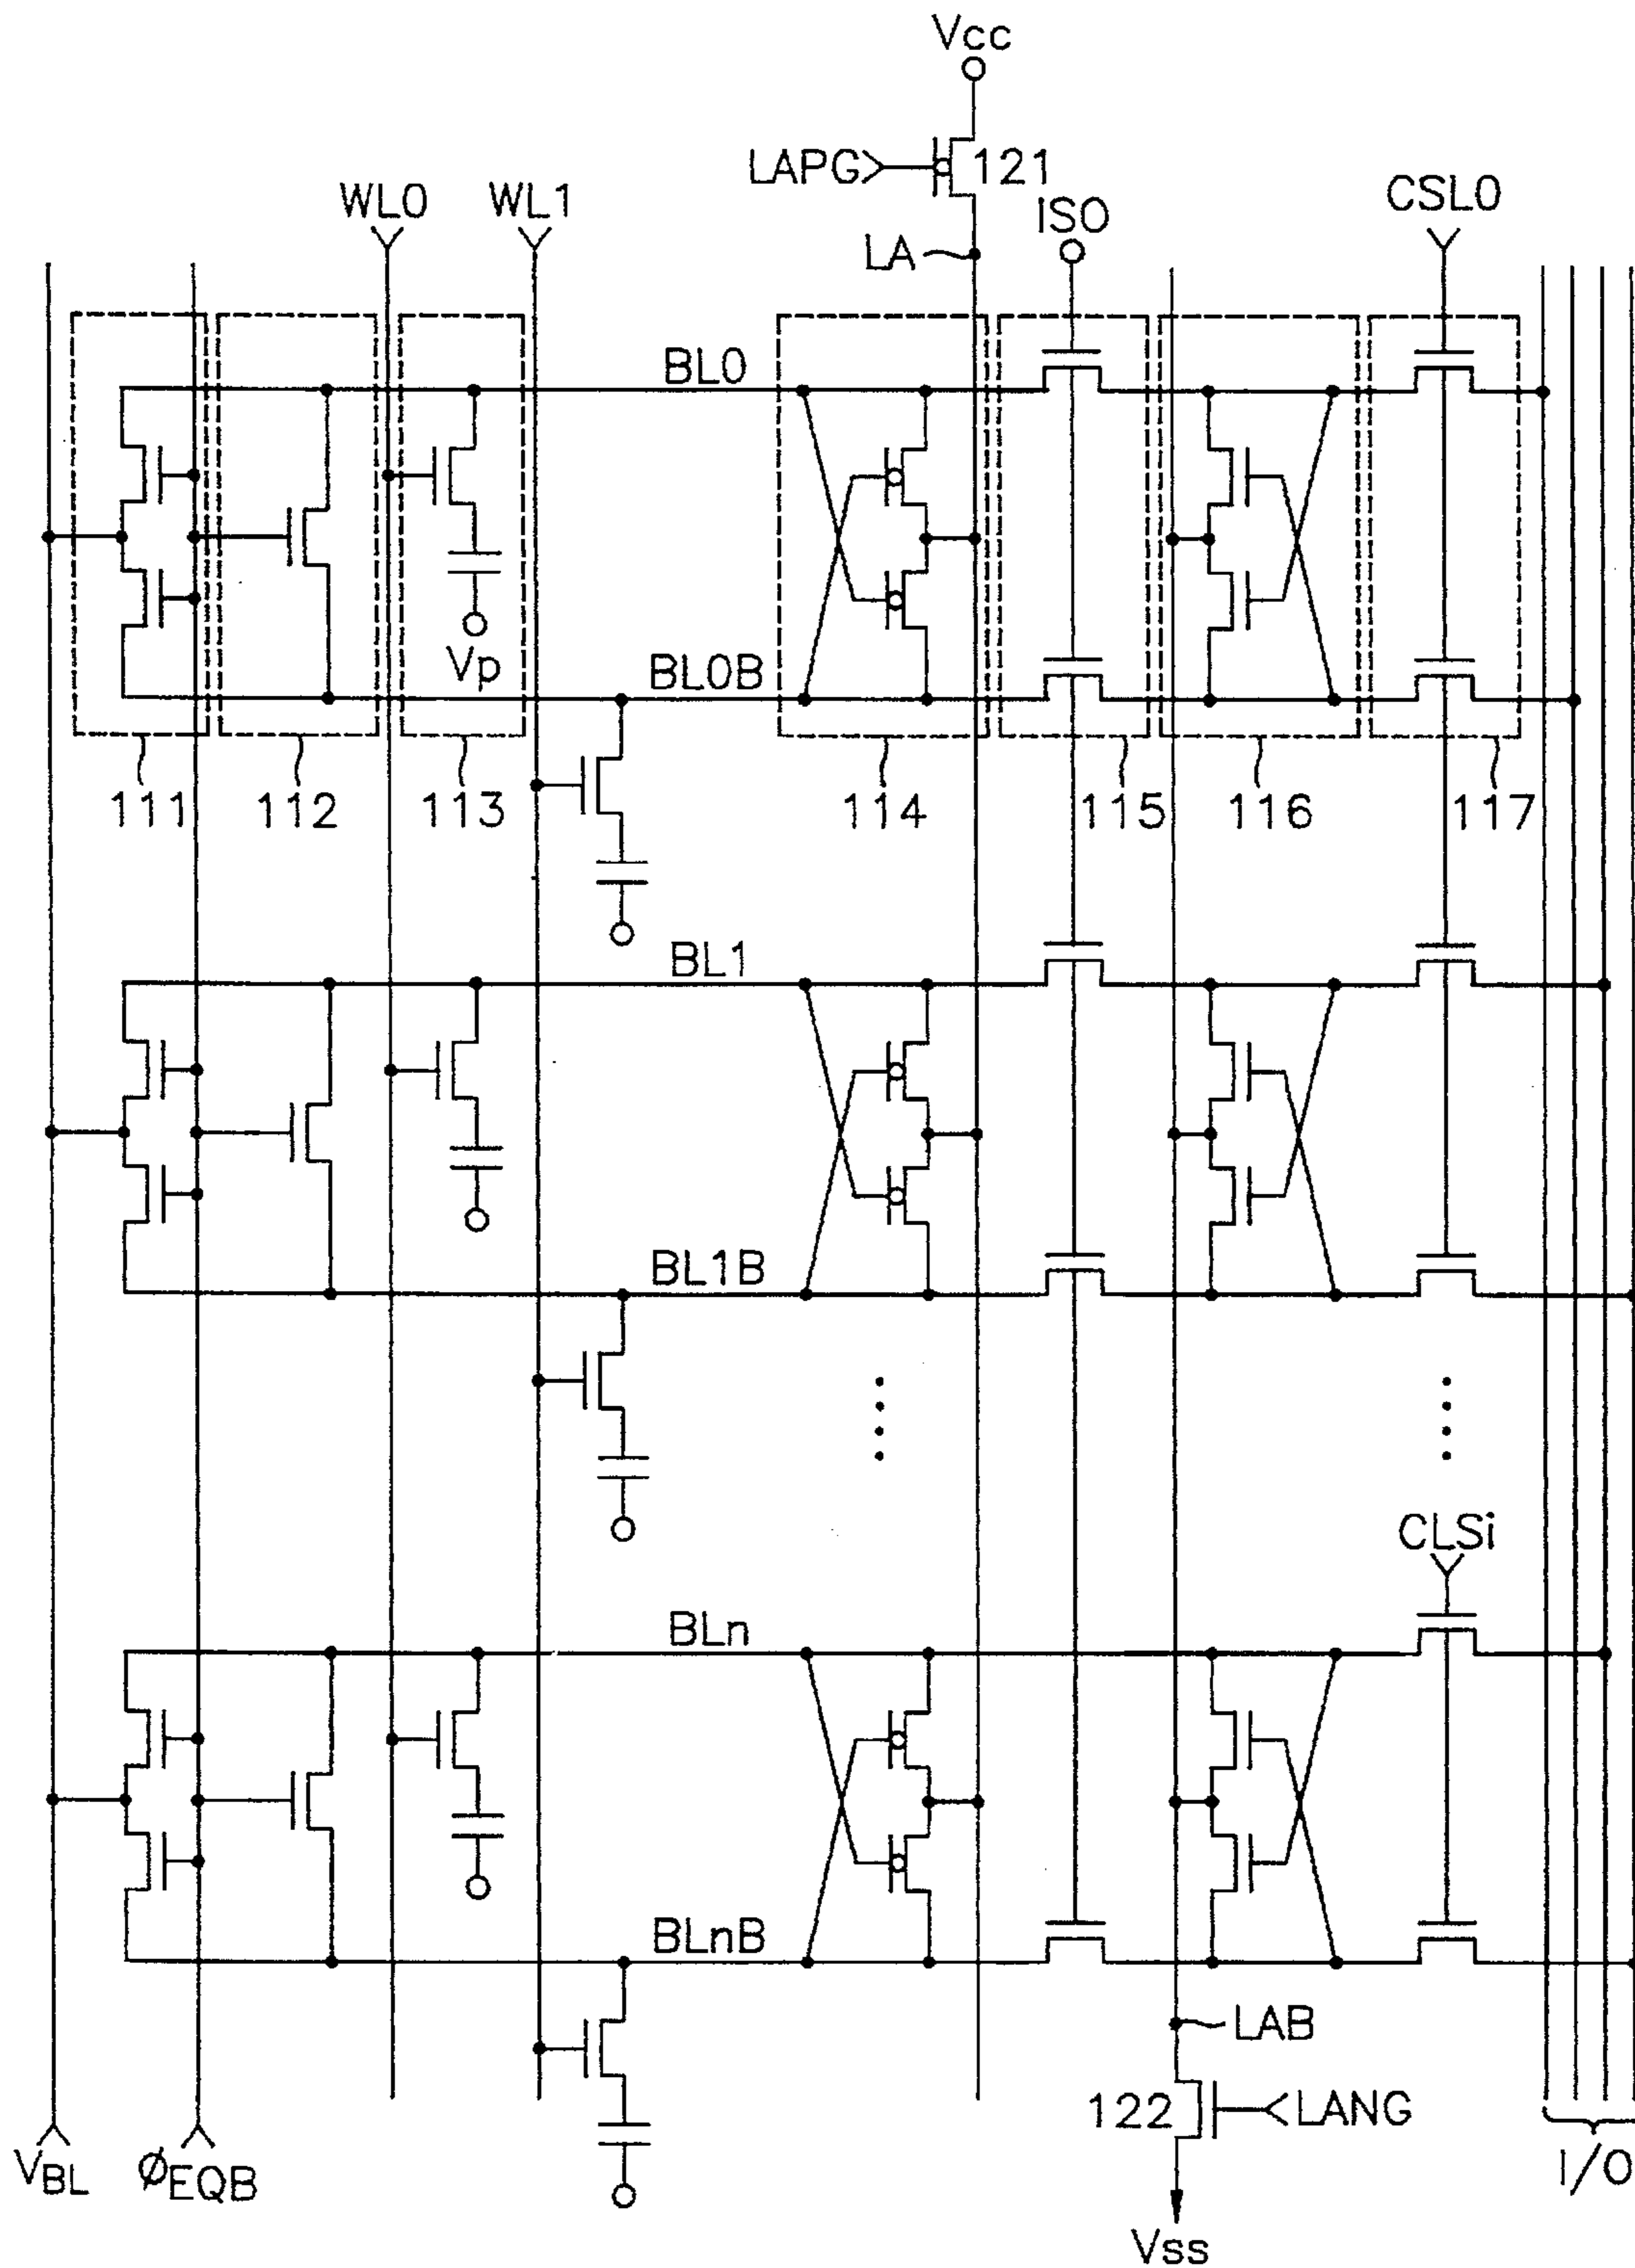 Vcc
LAPG 121
WL0 WL1 ISO CSL0
LA
BL0
Vp
BL0B
111 112 113 114 115 116 117
BL1
BL1B
CLSi
BLn
BLnB
LAB
122 LANG
VBL ØEQB I/O
Vss